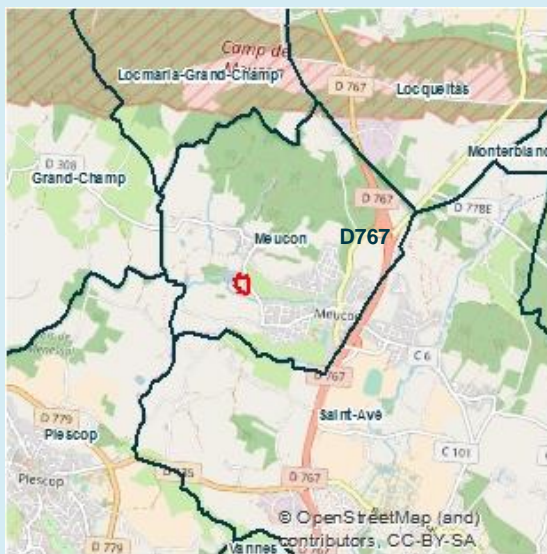 Camp de
Locmaria-Grand-Champ
D 767
Locqueltas
Monterblanc
D 308
Grand-Champ
D 767
D 778E
Meucon
D767
Meucon
C 6
D 767
Saint-Avé
D 779
Plescop
C 101
Plescop
D 135
D 767
© OpenStreetMap (and)
contributors, CC-BY-SA
D 779
Vannes